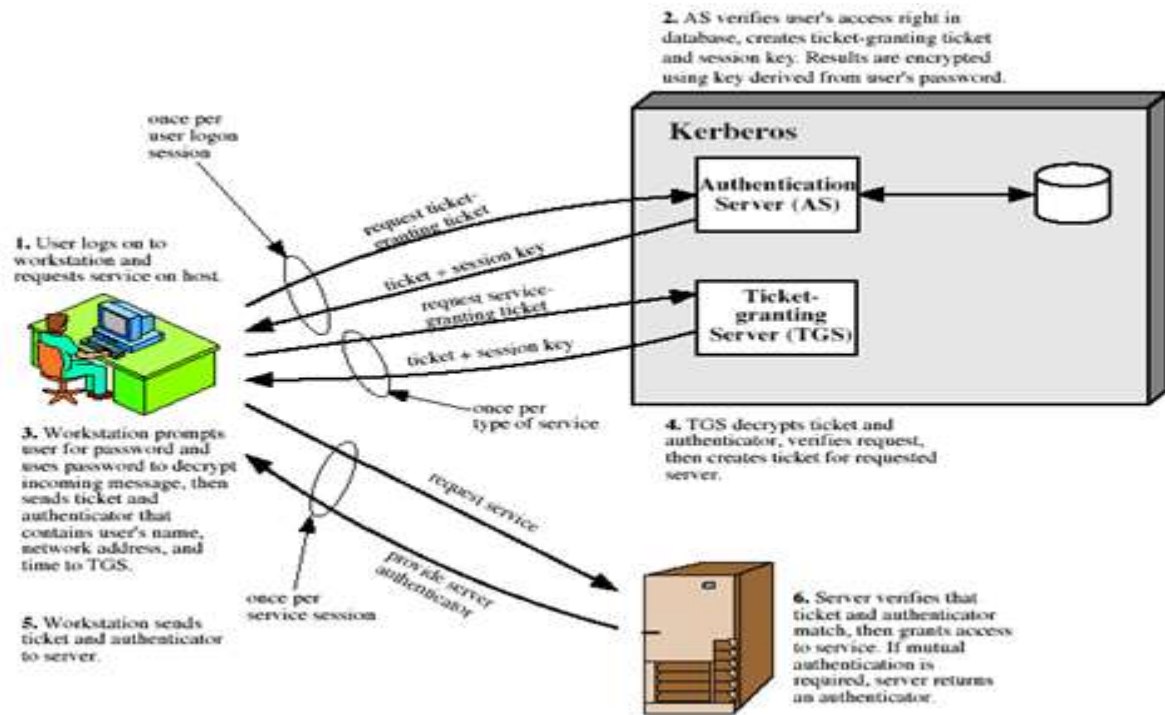 2. AS verifies user's access right in
database, creates ticket-granting ticket
and session key. Results are encrypted
using key derived from user's password.
once per
user logon
session
Kerberos
Authentication
Server (AS)
request ticket-
granting ticket
1. User logs on to
workstation and
requests service on host.
ticket + session key
request service-
granting ticket
Ticket-
granting
Server (TGS)
ticket + session key
once per
type of service
3. Workstation prompts
user for password and
uses password to decrypt
incoming message, then
sends ticket and
authenticator that
contains user's name,
network address, and
time to TGS.
4. TGS decrypts ticket and
authenticator, verifies request,
then creates ticket for requested
server.
request service
provide server
authenticator
once per
service session
5. Workstation sends
ticket and authenticator
to server.
6. Server verifies that
ticket and authenticator
match, then grants access
to service. If mutual
authentication is
required, server returns
an authenticator.